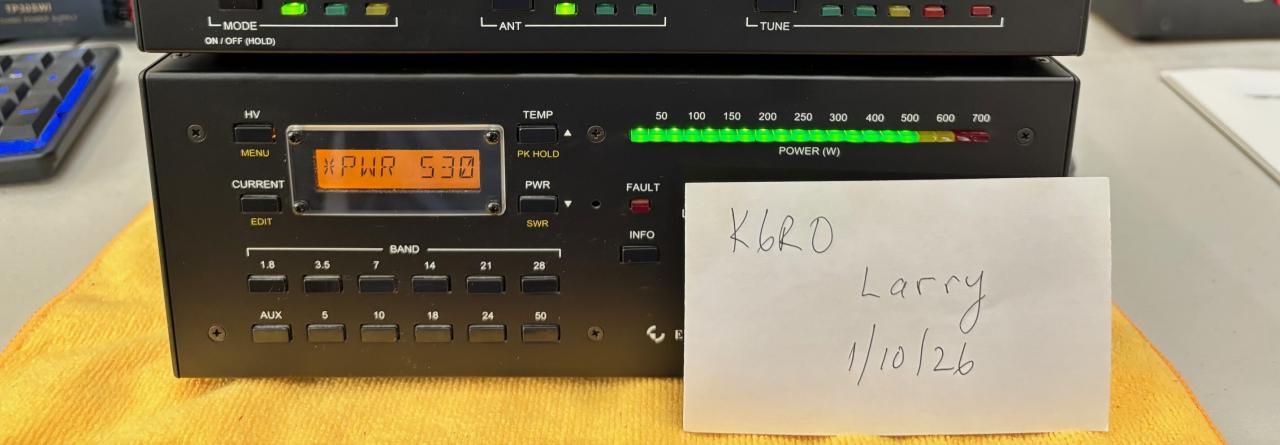 TP30SWI
MODE
ON / OFF (HOLD)
ANT
TUNE
HV
MENU
CURRENT
EDIT
*PWR 530
TEMP
PK HOLD
PWR
SWR
50 100 150 200 250 300 400 500 600 700
POWER (W)
FAULT
INFO
BAND
1.8 3.5 7 14 21 28
AUX 5 10 18 24 50
E
K6RO
Larry
1/10/26